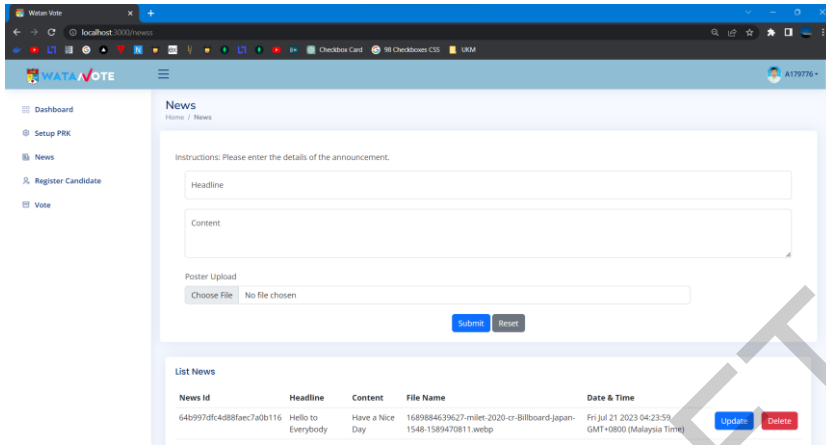 Watan Vote
localhost:3000/newss
Checkbox Card
98 Checkboxes CSS
UKM
WATAVOTE
A179776
Dashboard
Setup PRK
News
Register Candidate
Vote
News
Home / News
Instructions: Please enter the details of the announcement.
Headline
Content
Poster Upload
Choose File No file chosen
Submit Reset
List News
News Id Headline Content File Name Date & Time
64b997dfc4d88faec7a0b116 Hello to Have a Nice 1689884639627-milet-2020-cr-Billboard-Japan- Fri Jul 21 2023 04:23:59 Update Delete
Everybody Day 1548-1589470811.webp GMT+0800 (Malaysia Time)